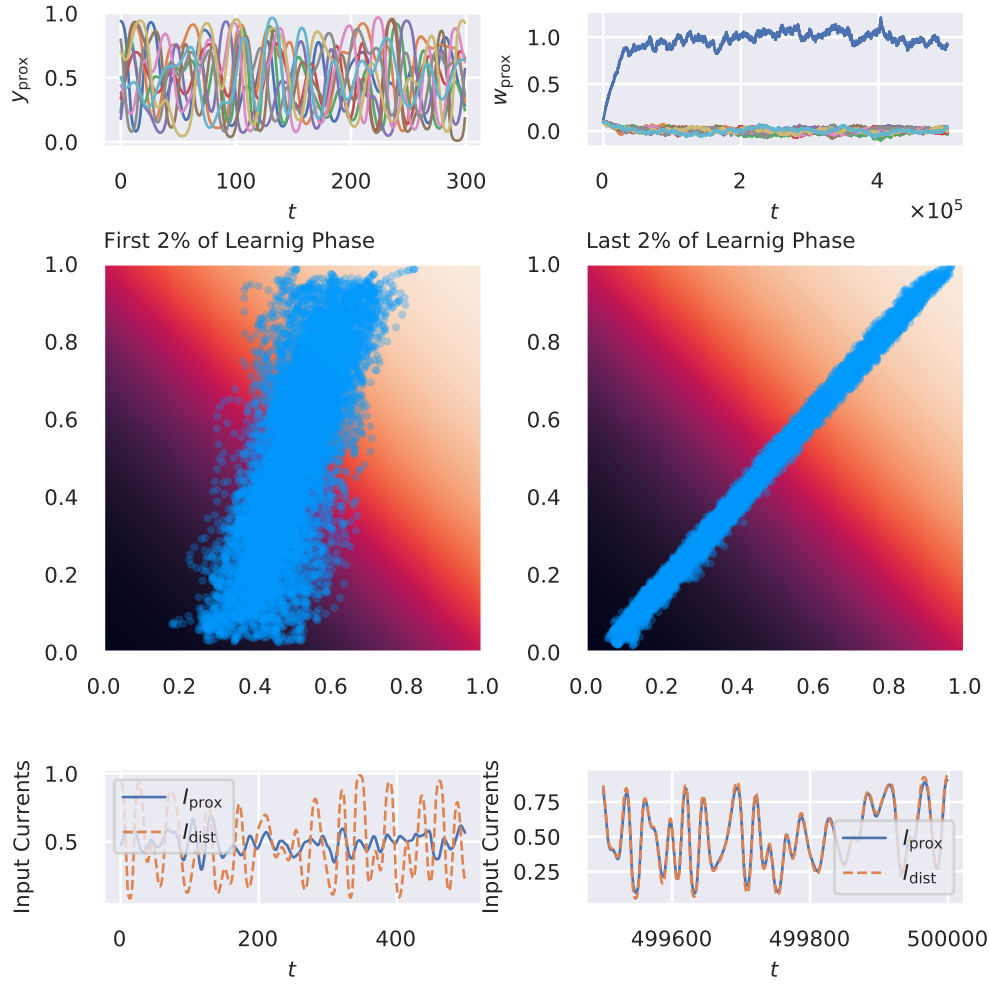 y_prox
1.0
0.5
0.0
0 100 200 300
t
w_prox
1.0
0.5
0.0
0 2 4
t
×10^5
First 2% of Learnig Phase
1.0
0.8
0.6
0.4
0.2
0.0
0.0 0.2 0.4 0.6 0.8 1.0
Last 2% of Learnig Phase
1.0
0.8
0.6
0.4
0.2
0.0
0.0 0.2 0.4 0.6 0.8 1.0
Input Currents
1.0
0.5
I_prox
I_dist
0 200 400
t
Input Currents
0.75
0.50
0.25
I_prox
I_dist
499600 499800 500000
t